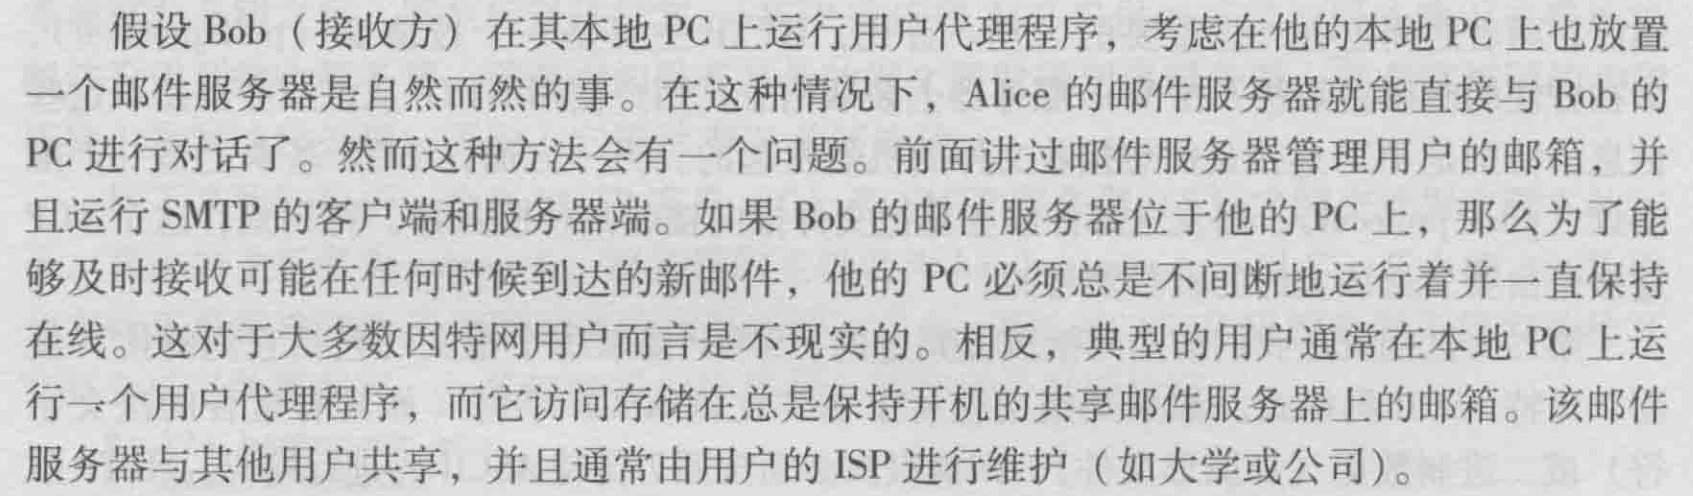 假设 Bob（接收方）在其本地 PC 上运行用户代理程序，考虑在他的本地 PC 上也放置
一个邮件服务器是自然而然的事。在这种情况下，Alice 的邮件服务器就能直接与 Bob 的
PC 进行对话了。然而这种方法会有一个问题。前面讲过邮件服务器管理用户的邮箱，并
且运行 SMTP 的客户端和服务器端。如果 Bob 的邮件服务器位于他的 PC 上，那么为了能
够及时接收可能在任何时候到达的新邮件，他的 PC 必须总是不间断地运行着并一直保持
在线。这对于大多数因特网用户而言是不现实的。相反，典型的用户通常在本地 PC 上运
行一个用户代理程序，而它访问存储在总是保持开机的共享邮件服务器上的邮箱。该邮件
服务器与其他用户共享，并且通常由用户的 ISP 进行维护（如大学或公司）。